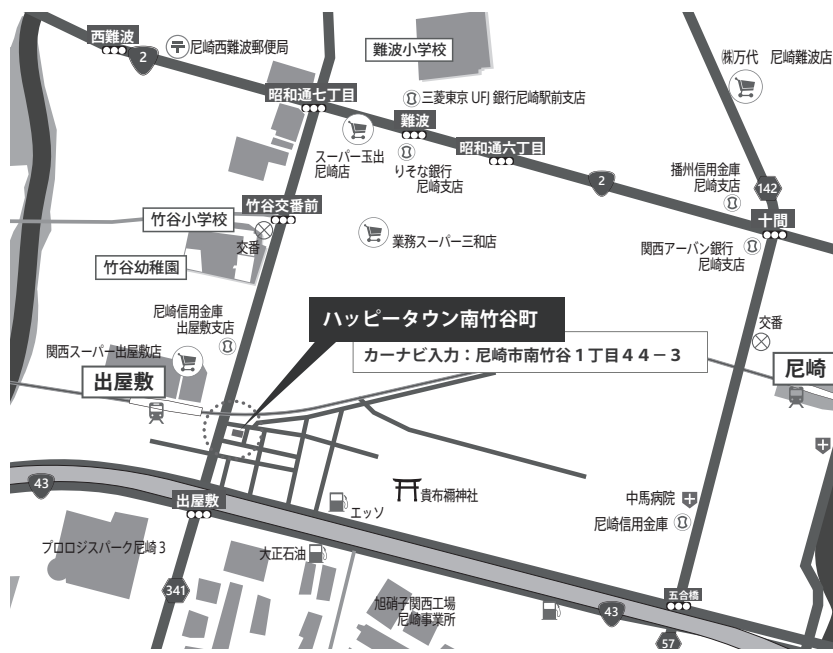 西難波
2
尼崎西難波郵便局
難波小学校
㈱万代　尼崎難波店
昭和通七丁目
三菱東京 UFJ 銀行尼崎駅前支店
難波
スーパー玉出
尼崎店
りそな銀行
尼崎支店
昭和通六丁目
2
播州信用金庫
尼崎支店
142
竹谷小学校
竹谷交番前
交番
業務スーパー三和店
十間
関西アーバン銀行
尼崎支店
竹谷幼稚園
尼崎信用金庫
出屋敷支店
ハッピータウン南竹谷町
カーナビ入力：尼崎市南竹谷１丁目４４－３
交番
関西スーパー出屋敷店
出屋敷
尼崎
43
出屋敷
エッソ
貴布禰神社
中馬病院
尼崎信用金庫
プロロジスパーク尼崎 3
大正石油
341
旭硝子関西工場
尼崎事業所
43
五合橋
57